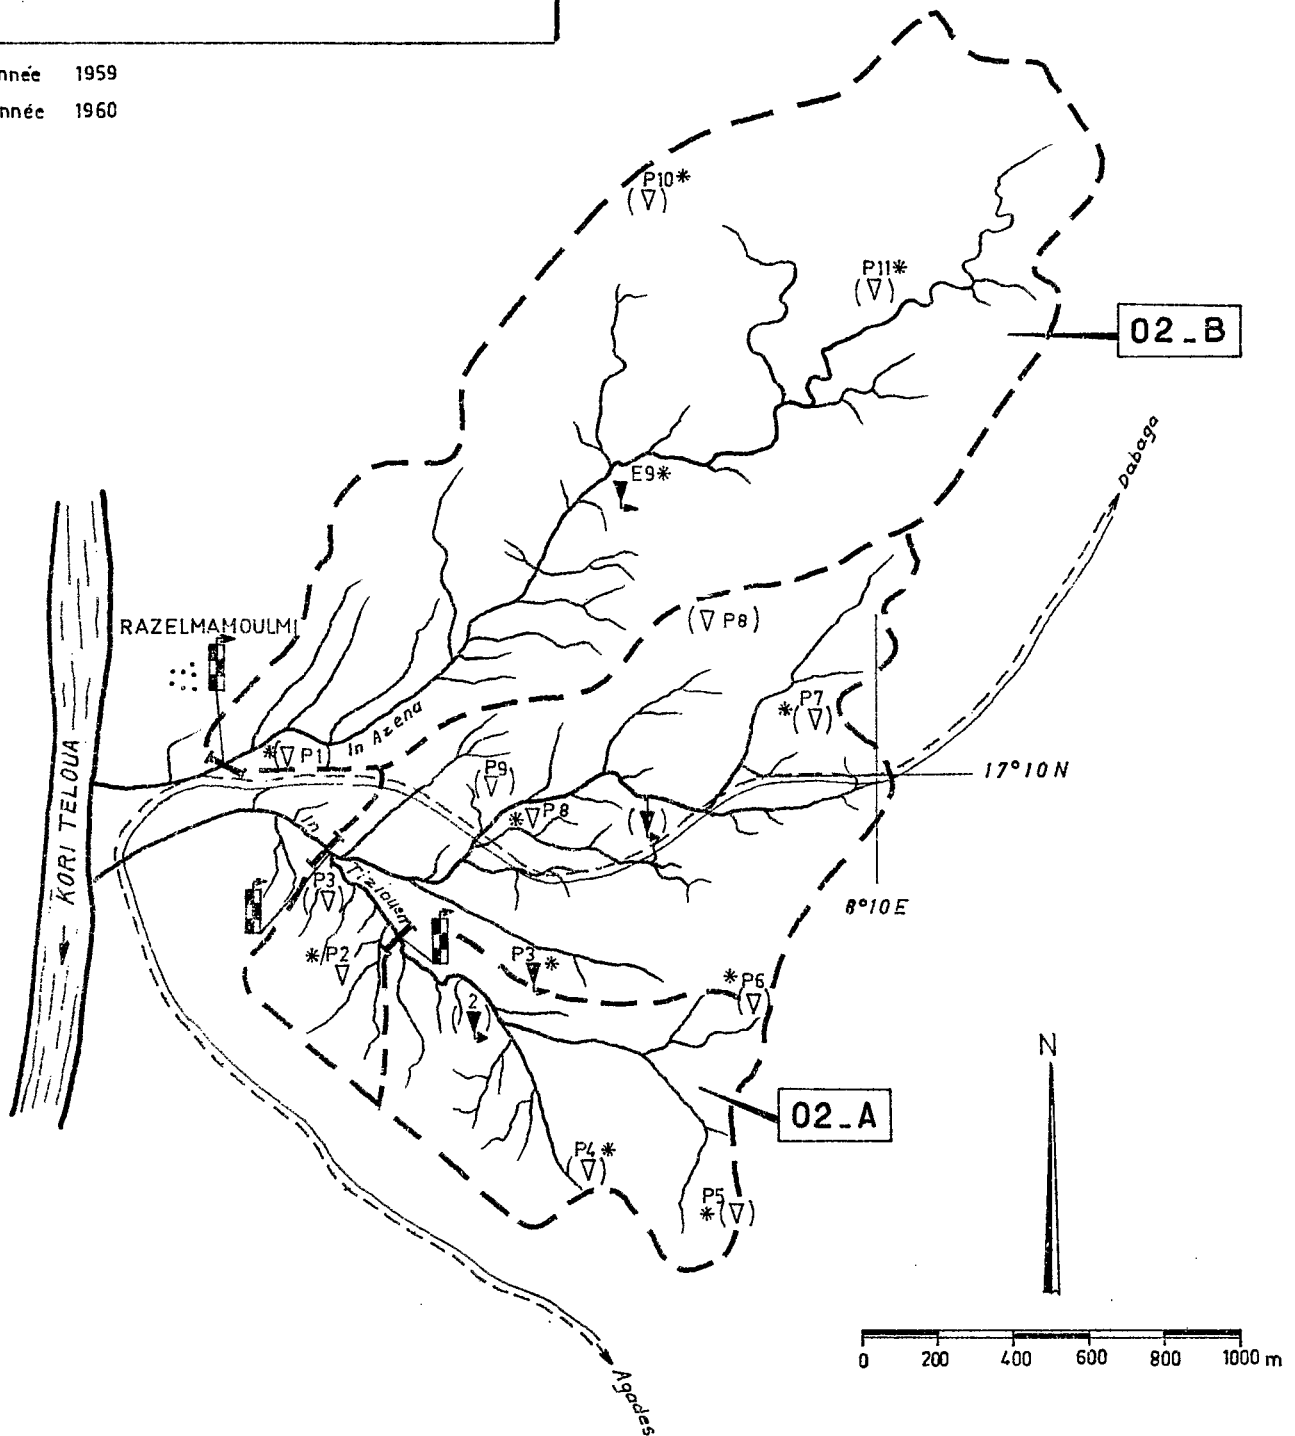 nnée 1959
nnée 1960
P10*
P11*
(▽)
(▽)
02_B
Dabaga
E9*
RAZELMAMOULMI
(▽ P8)
P7
*(▽)
In Azena
*(▽ P1
17°10 N
P9
(▽)
*▽P8
(▼)
KORI TELOUA
In
Tiziouen
8°10 E
P3
(▽)
*/P2
▽
P3*
*P6
(▽)
(2)
N
02_A
P4*
(▽)
P5
*(▽)
0 200 400 600 800 1000 m
Agades